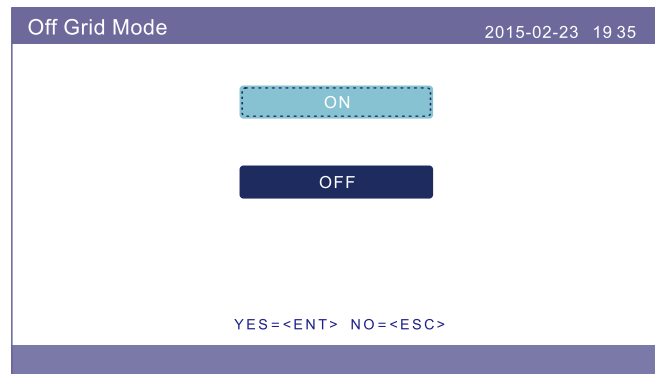 Off Grid Mode 2015-02-23 19 35
ON
OFF
YES=<ENT> NO=<ESC>